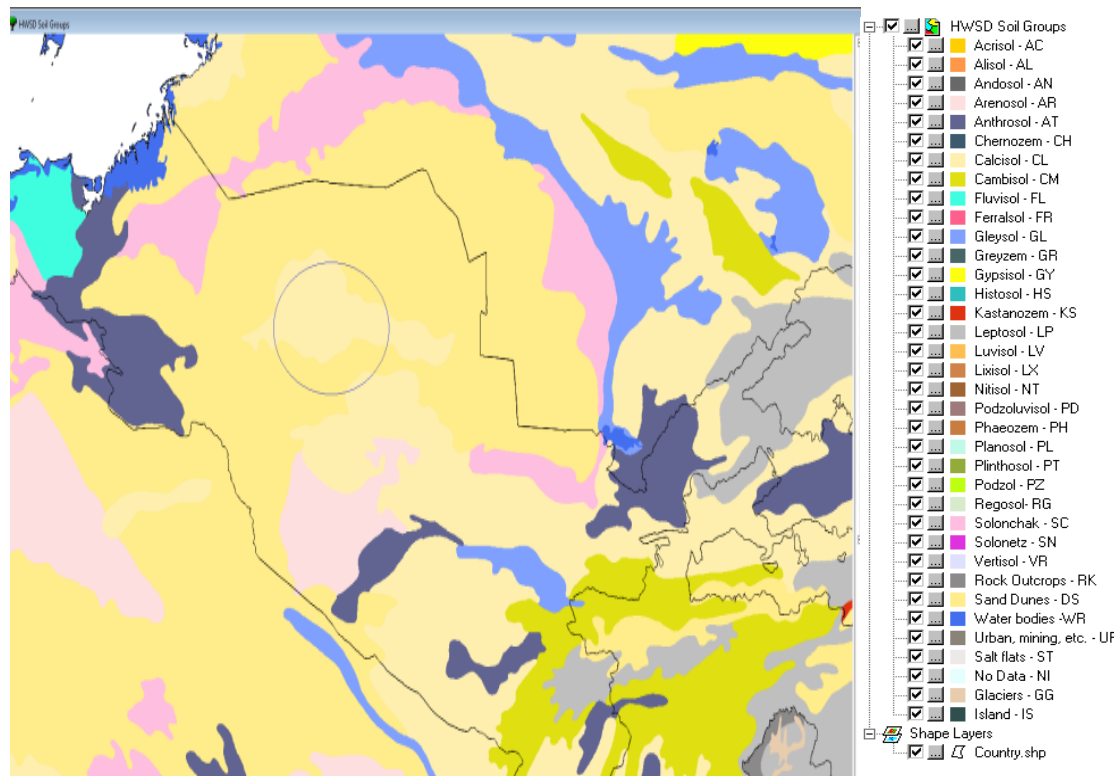 HWSD Soil Groups
HWSD Soil Groups
Acrisol - AC
Alisol - AL
Andosol - AN
Arenosol - AR
Anthrosol - AT
Chernozem - CH
Calcisol - CL
Cambisol - CM
Fluvisol - FL
Ferralsol - FR
Gleysol - GL
Greyzem - GR
Gypsisol - GY
Histosol - HS
Kastanozem - KS
Leptosol - LP
Luvisol - LV
Lixisol - LX
Nitisol - NT
Podzoluvisol - PD
Phaeozem - PH
Planosol - PL
Plinthosol - PT
Podzol - PZ
Regosol- RG
Solonchak - SC
Solonetz - SN
Vertisol - VR
Rock Outcrops - RK
Sand Dunes - DS
Water bodies -WR
Urban, mining, etc. - UR
Salt flats - ST
No Data - NI
Glaciers - GG
Island - IS
Shape Layers
Country.shp